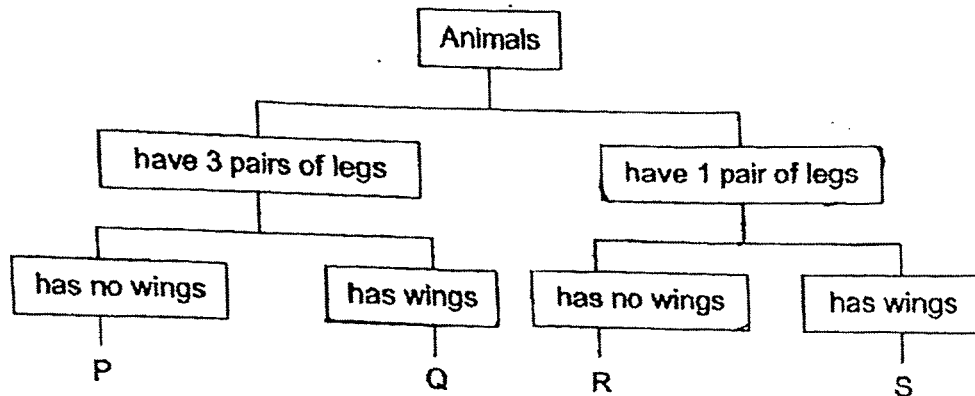 Animals
have 3 pairs of legs
have 1 pair of legs
has no wings
has wings
has no wings
has wings
P
Q
R
S